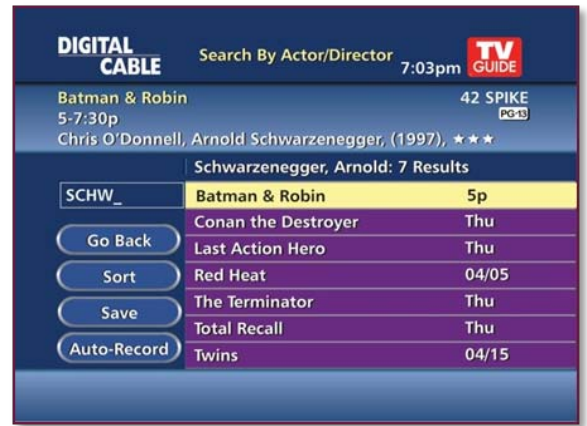 DIGITAL CABLE
Search By Actor/Director
7:03pm
TV GUIDE
Batman & Robin
42 SPIKE
5-7:30p
PG-13
Chris O'Donnell, Arnold Schwarzenegger, (1997), ★★★
Schwarzenegger, Arnold: 7 Results
SCHW_
Batman & Robin 5p
Conan the Destroyer Thu
Go Back
Last Action Hero Thu
Sort
Red Heat 04/05
Save
The Terminator Thu
Total Recall Thu
Auto-Record
Twins 04/15